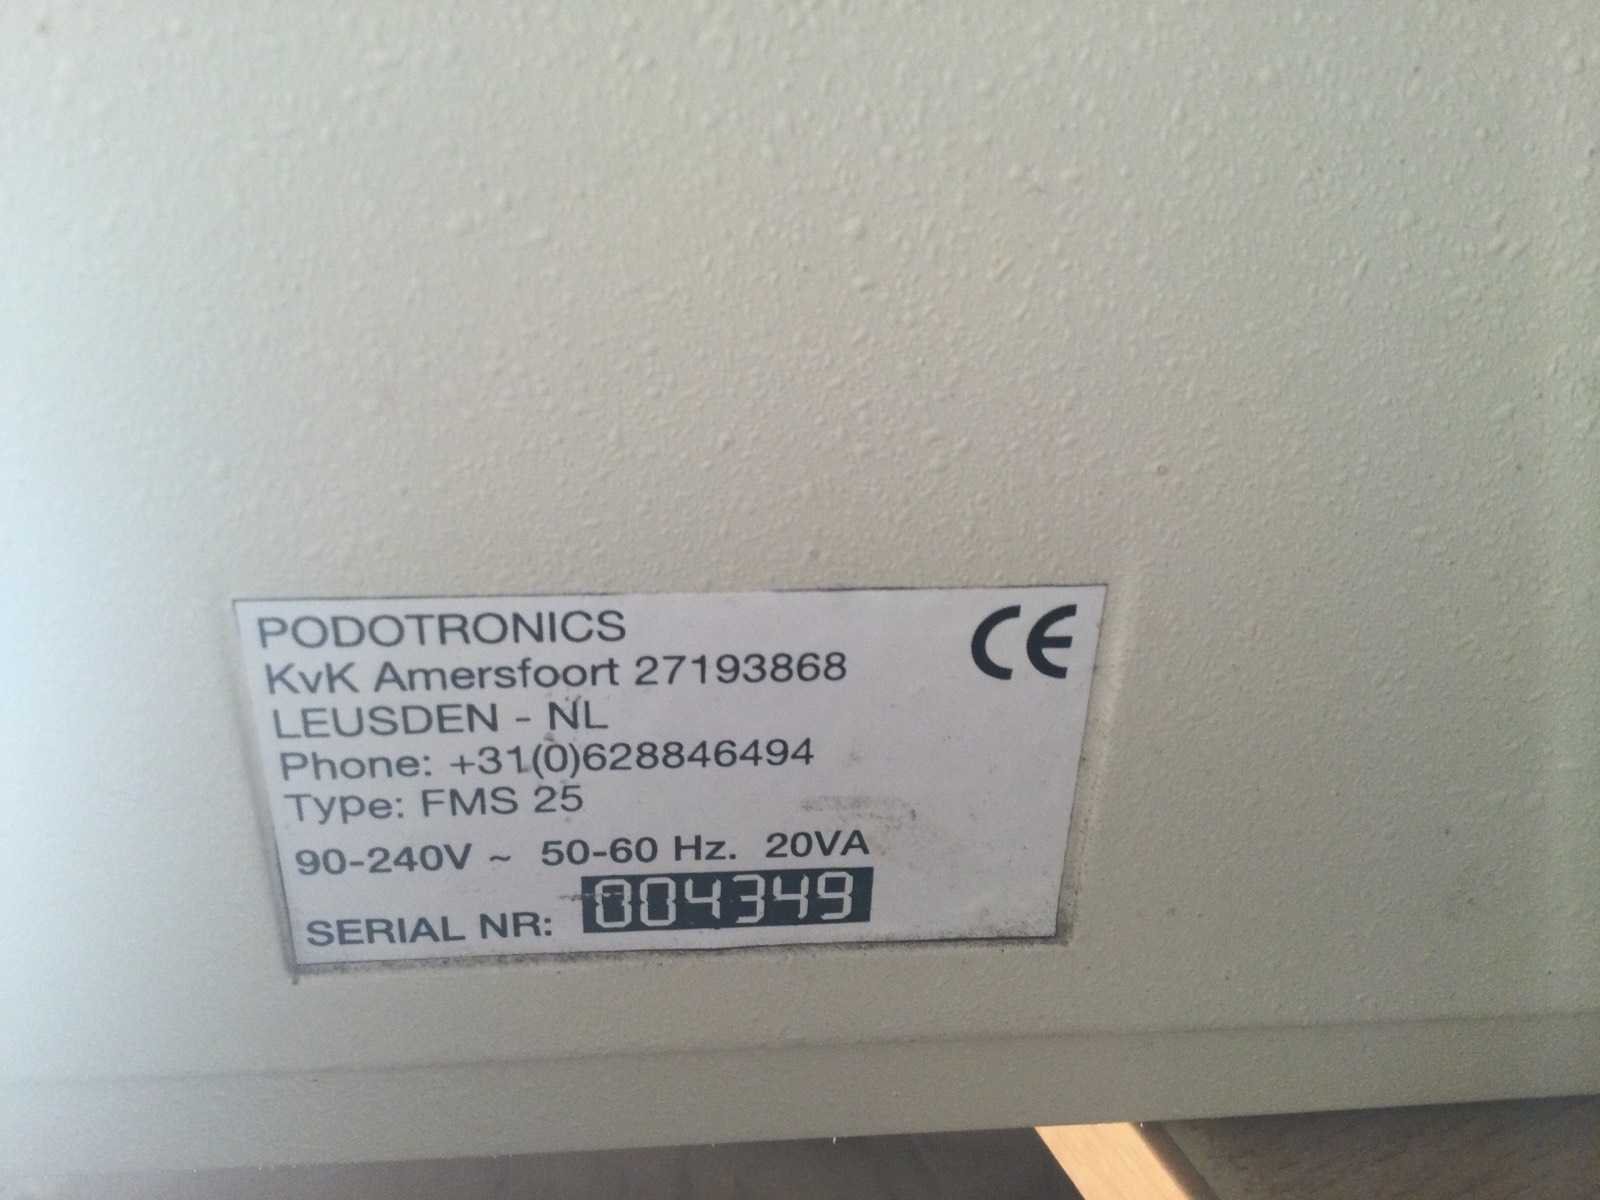 PODOTRONICS CE
KvK Amersfoort 27193868
LEUSDEN - NL
Phone: +31(0)628846494
Type: FMS 25
90-240V ~ 50-60 Hz. 20VA
SERIAL NR: 004349